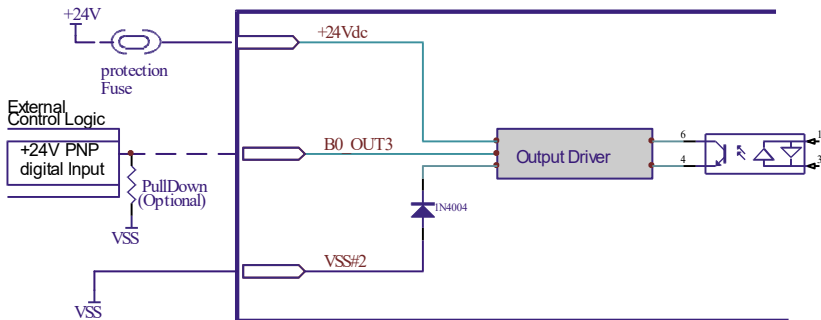 +24V
+24Vdc
protection
Fuse
External
Control Logic
+24V PNP
digital Input
B0_OUT3
Output Driver
6
4
1
3
PullDown
(Optional)
VSS
1N4004
VSS#2
VSS